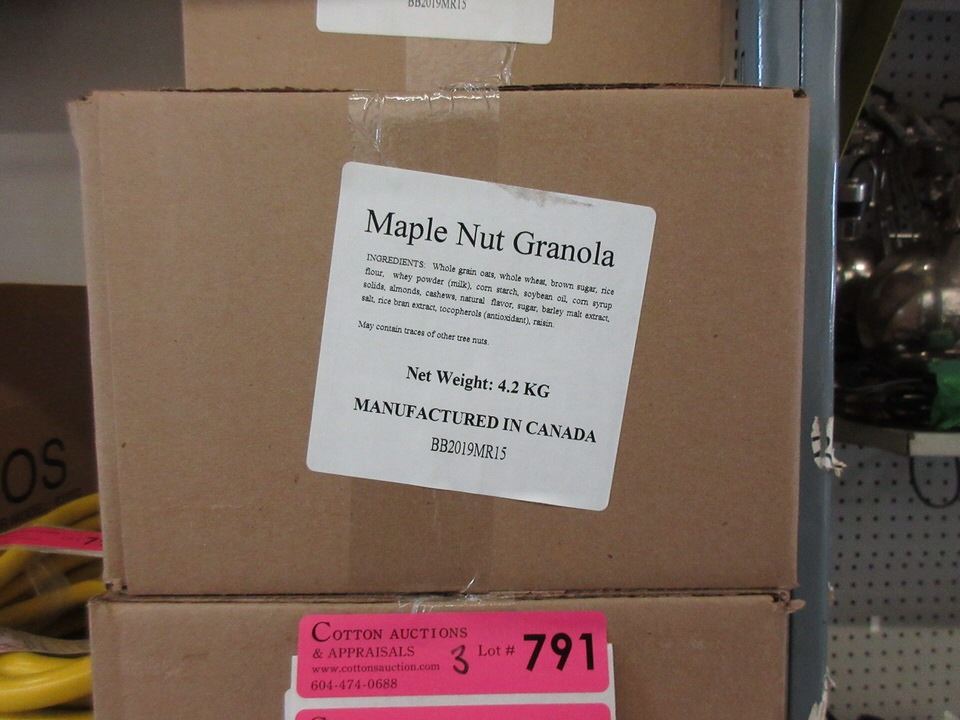 BB2019MR15
Maple Nut Granola
INGREDIENTS: Whole grain oats, whole wheat, brown sugar, rice
flour, whey powder (milk), corn starch, soybean oil, corn syrup
solids, almonds, cashews, natural flavor, sugar, barley malt extract,
salt, rice bran extract, tocopherols (antioxidant), raisin.
May contain traces of other tree nuts.
Net Weight: 4.2 KG
MANUFACTURED IN CANADA
BB2019MR15
OS
COTTON AUCTIONS
& APPRAISALS
www.cottonsauction.com
604-474-0688
3
Lot # 791